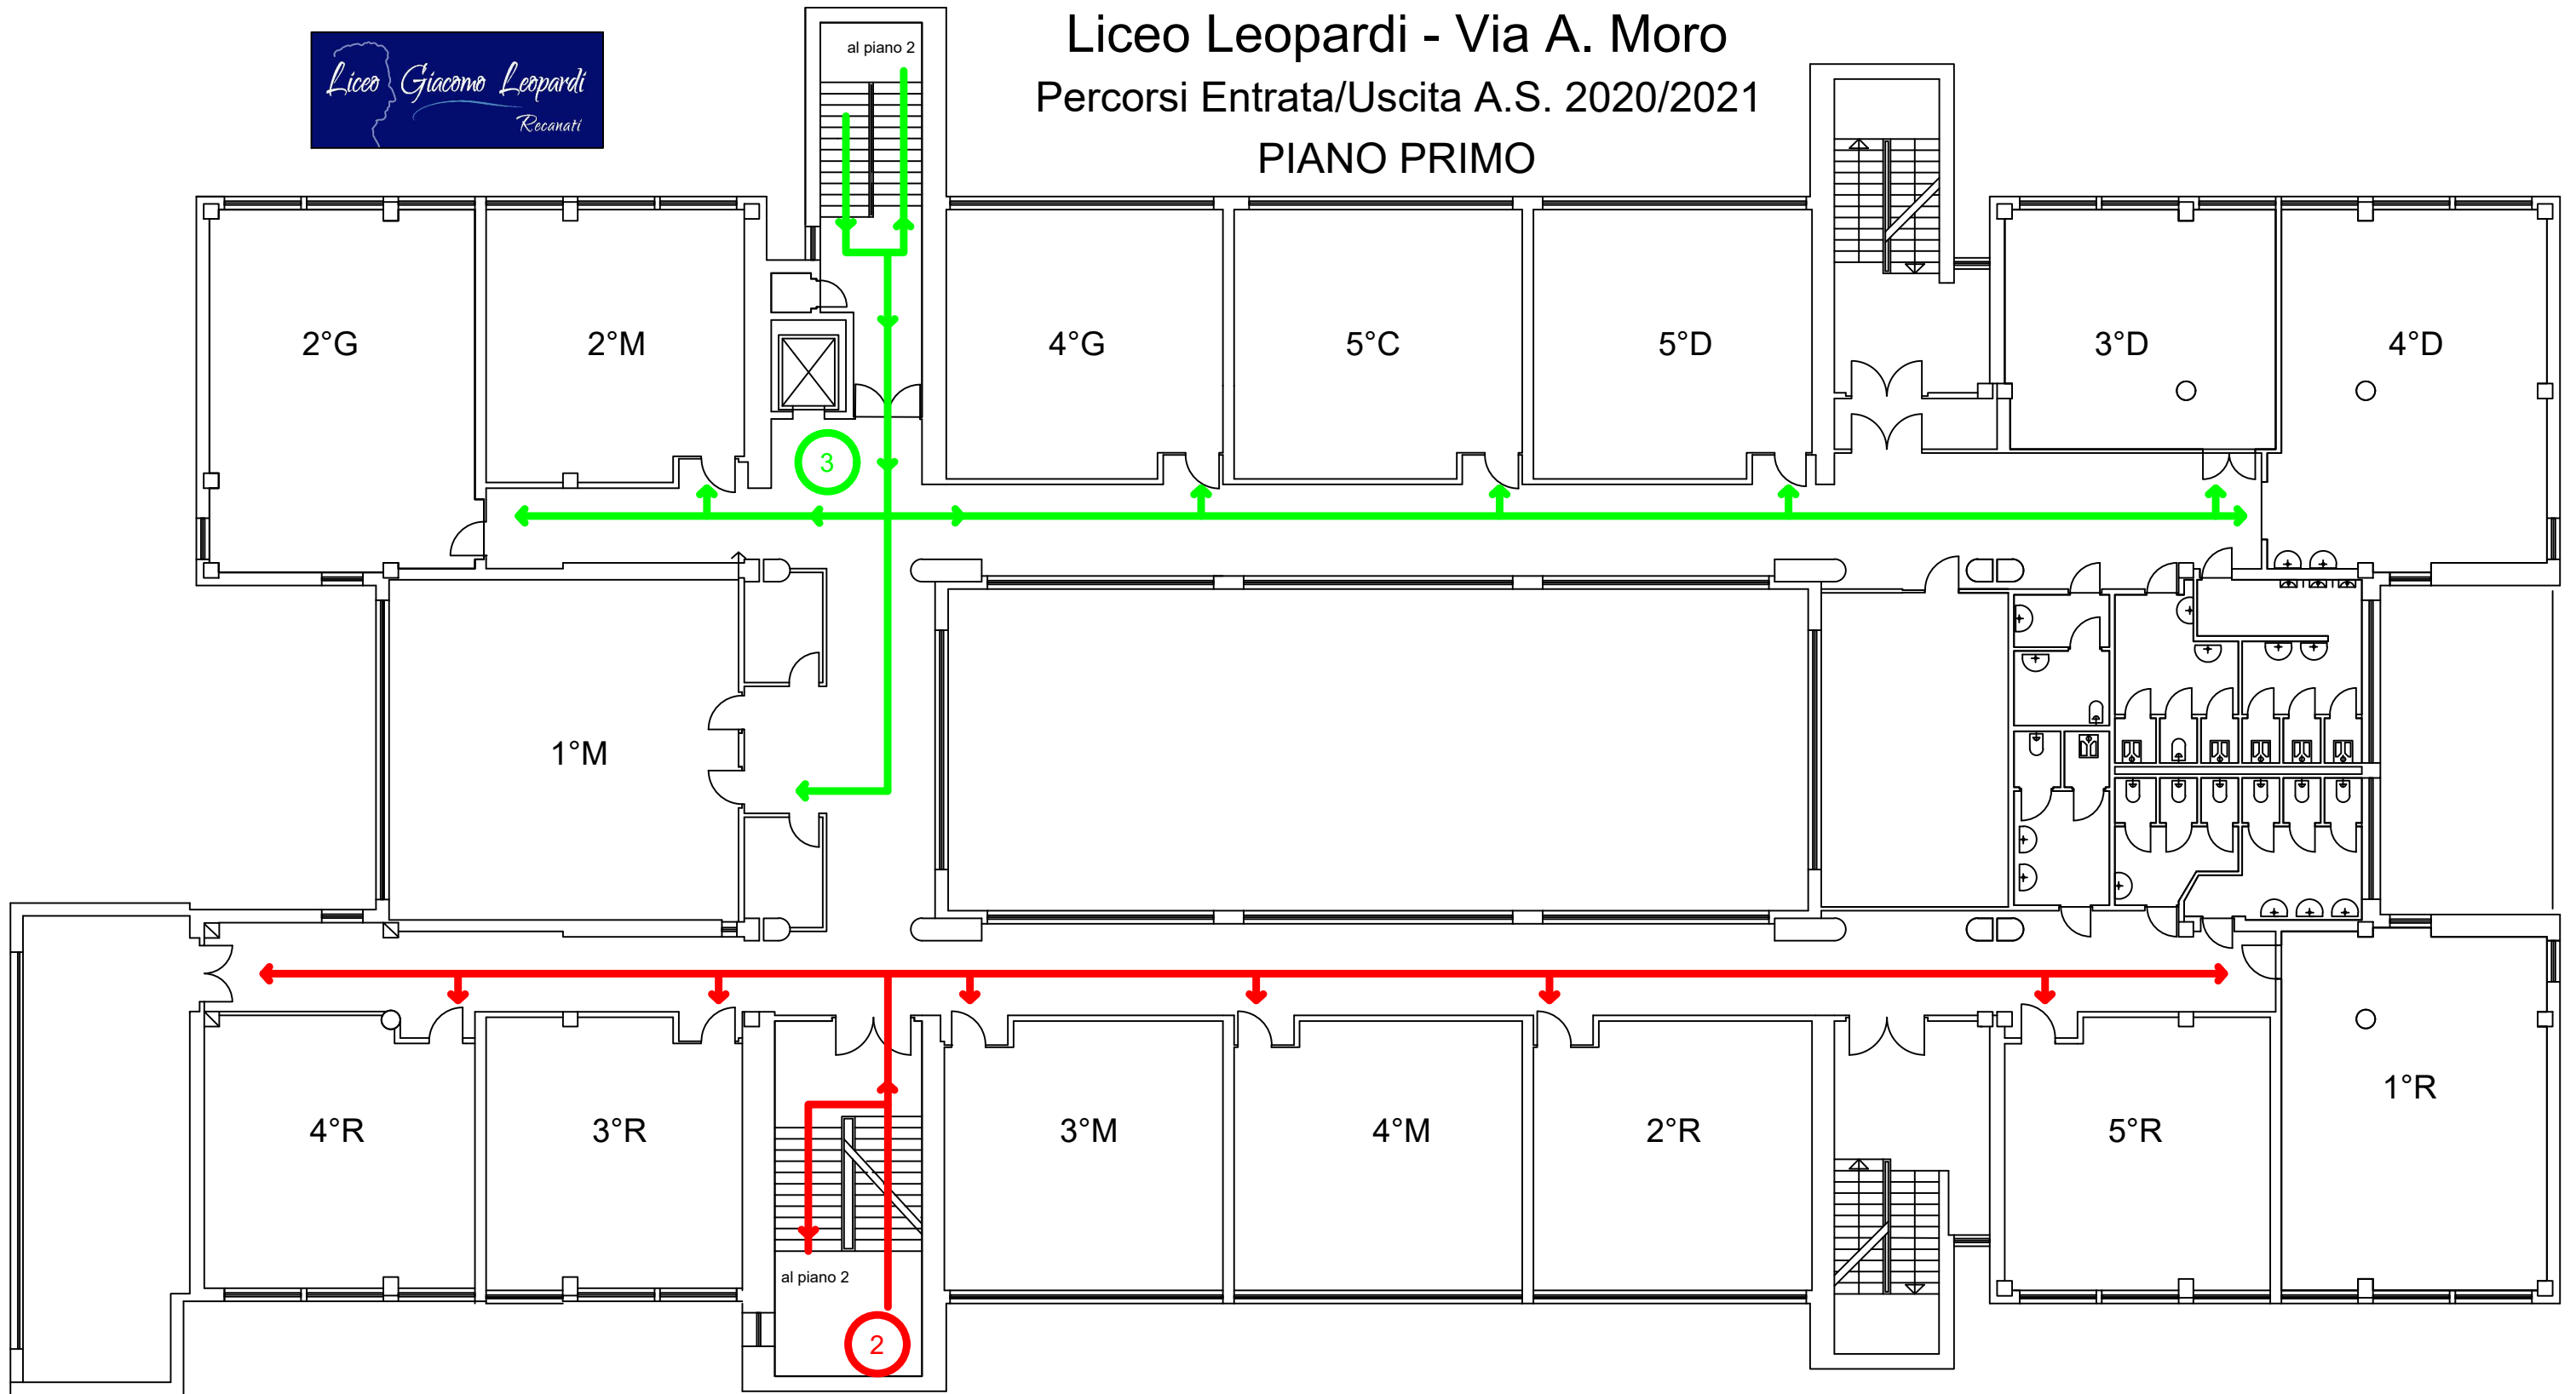 Liceo Leopardi - Via A. Moro
Percorsi Entrata/Uscita A.S. 2020/2021
PIANO PRIMO
Liceo Giacomo Leopardi
Recanati
al piano 2
2°G
2°M
4°G
5°C
5°D
3°D
4°D
3
1°M
4°R
3°R
3°M
4°M
2°R
5°R
1°R
al piano 2
2